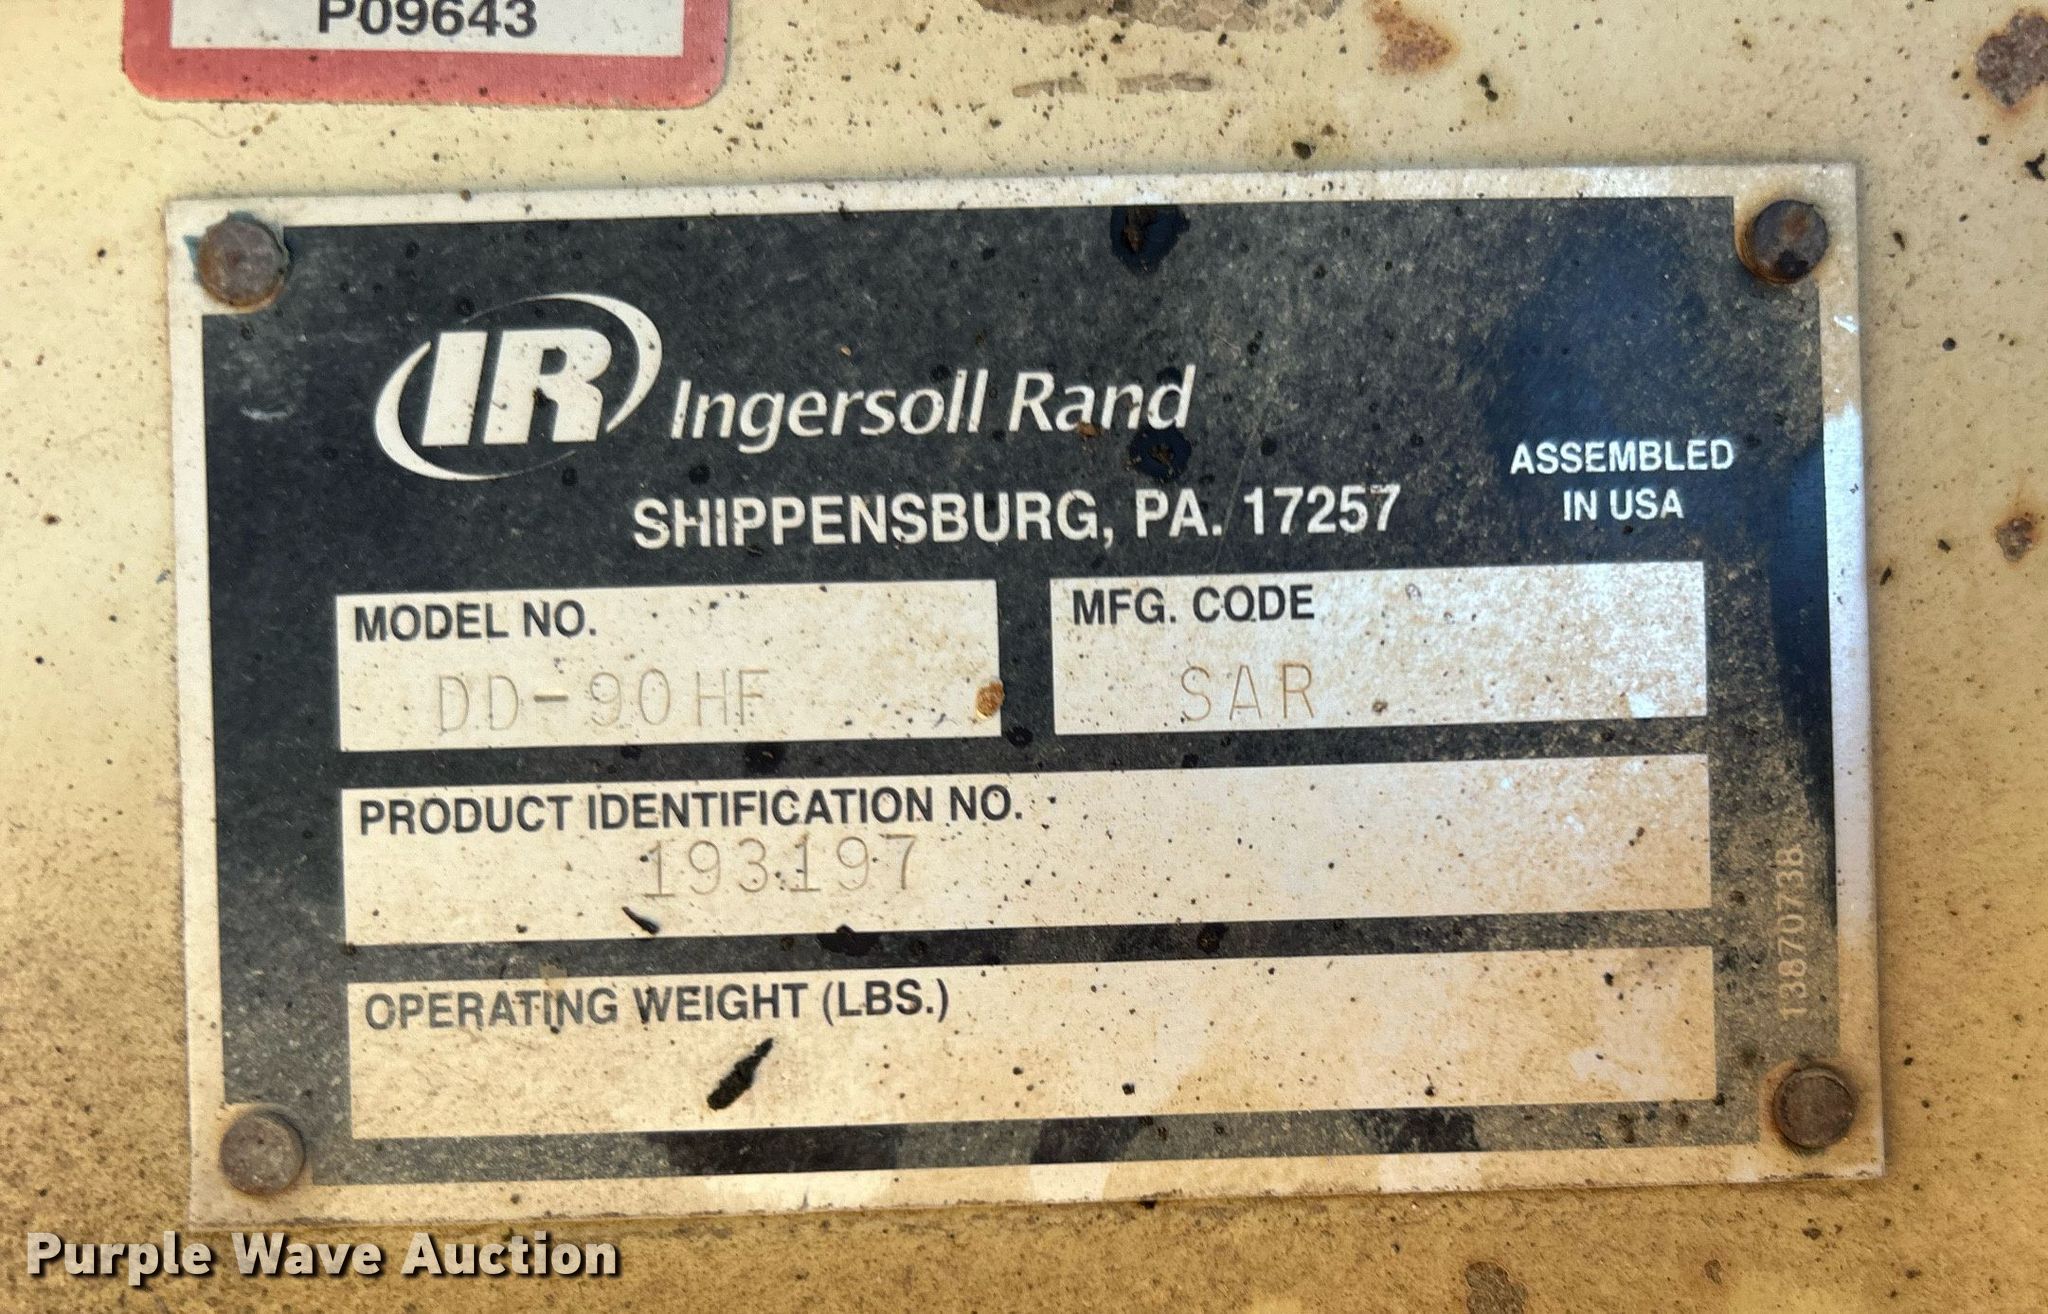 P09643
IR Ingersoll Rand
SHIPPENSBURG, PA. 17257
ASSEMBLED
IN USA
MODEL NO.
DD-90HF
MFG. CODE
SAR
PRODUCT IDENTIFICATION NO.
193197
OPERATING WEIGHT (LBS.)
13870738
Purple Wave Auction